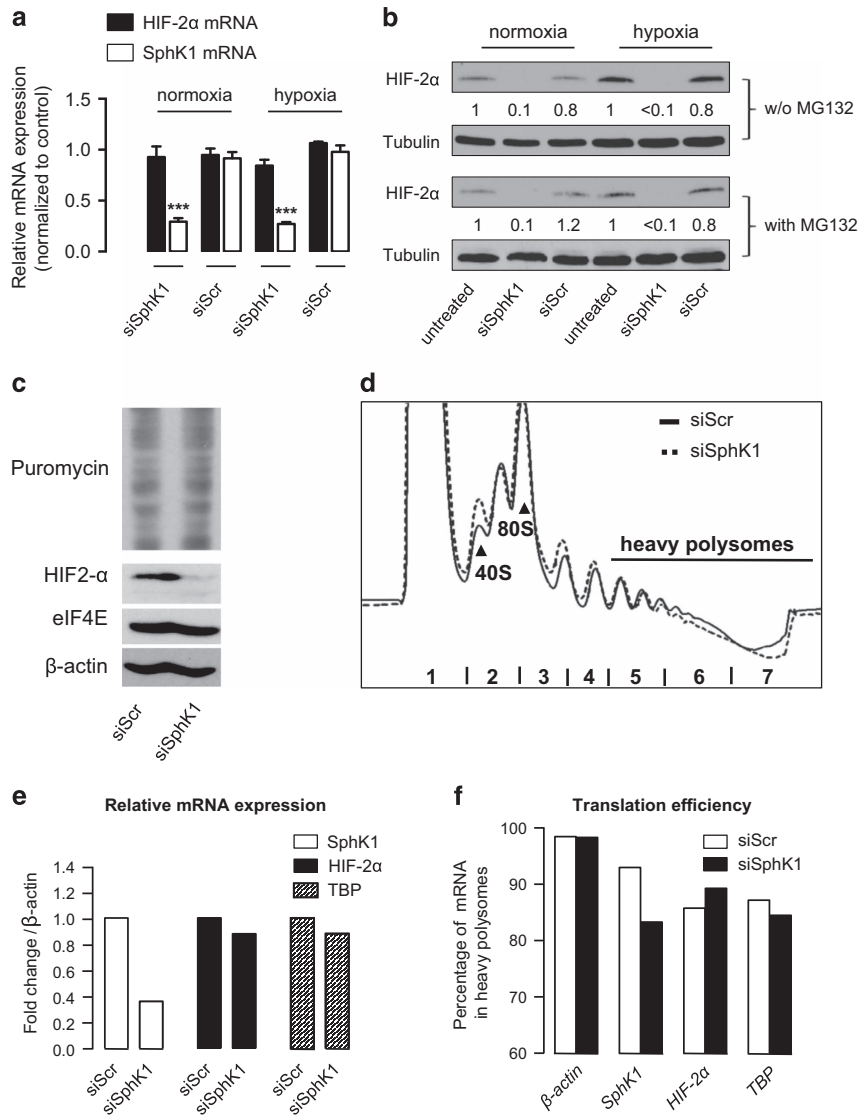 a
HIF-2α mRNA
SphK1 mRNA
Relative mRNA expression
(normalized to control)
1.5
1.0
0.5
0.0
normoxia
hypoxia
***
***
siSphK1
siScr
siSphK1
siScr
b
normoxia
hypoxia
HIF-2α
1 0.1 0.8 1 <0.1 0.8
w/o MG132
Tubulin
HIF-2α
1 0.1 1.2 1 <0.1 0.8
with MG132
Tubulin
untreated
siSphK1
siScr
untreated
siSphK1
siScr
c
Puromycin
HIF2-α
eIF4E
β-actin
siScr
siSphK1
d
siScr
siSphK1
80S
40S
heavy polysomes
1 2 3 4 5 6 7
e
Relative mRNA expression
SphK1
HIF-2α
TBP
Fold change /β-actin
1.4
1.2
1.0
0.8
0.6
0.4
0.2
0.0
siScr
siSphK1
siScr
siSphK1
siScr
siSphK1
f
Translation efficiency
siScr
siSphK1
Percentage of mRNA
in heavy polysomes
100
90
80
70
60
β-actin
SphK1
HIF-2α
TBP